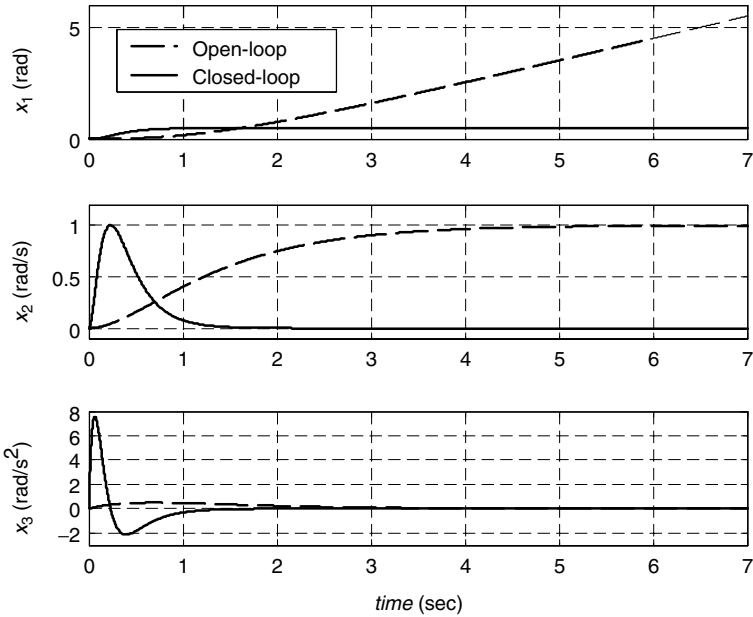 5
0
x₁ (rad)
Open-loop
Closed-loop
0 1 2 3 4 5 6 7
1
0.5
0
x₂ (rad/s)
0 1 2 3 4 5 6 7
8
6
4
2
0
−2
x₃ (rad/s²)
0 1 2 3 4 5 6 7
time (sec)